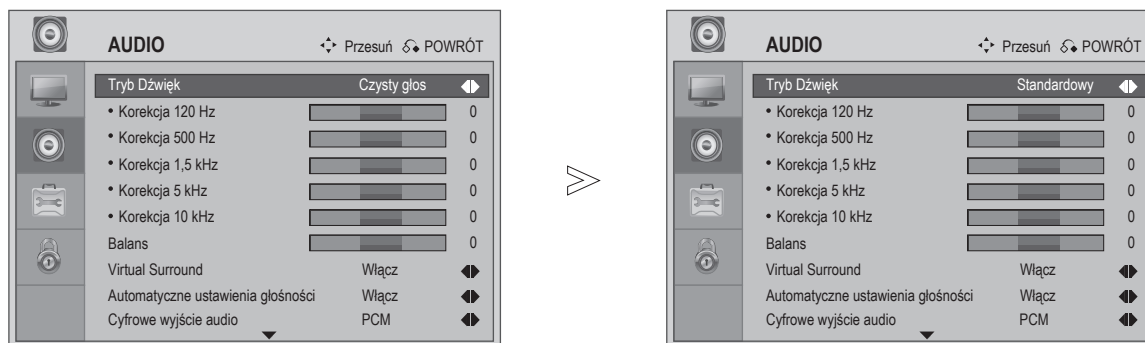 AUDIO Przesuń POWRÓT
Tryb Dźwięk Czysty głos
• Korekcja 120 Hz 0
• Korekcja 500 Hz 0
• Korekcja 1,5 kHz 0
• Korekcja 5 kHz 0
• Korekcja 10 kHz 0
Balans 0
Virtual Surround Włącz
Automatyczne ustawienia głośności Włącz
Cyfrowe wyjście audio PCM
AUDIO Przesuń POWRÓT
Tryb Dźwięk Standardowy
• Korekcja 120 Hz 0
• Korekcja 500 Hz 0
• Korekcja 1,5 kHz 0
• Korekcja 5 kHz 0
• Korekcja 10 kHz 0
Balans 0
Virtual Surround Włącz
Automatyczne ustawienia głośności Włącz
Cyfrowe wyjście audio PCM